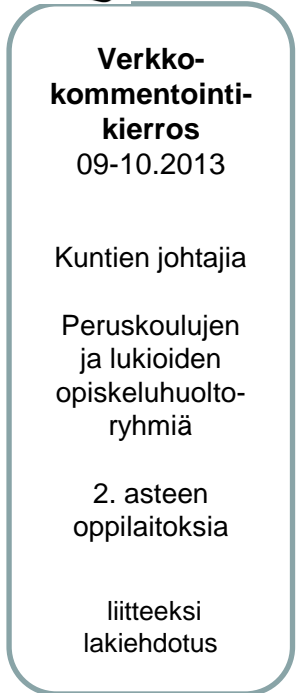 Verkko-
kommentointi-
kierros
09-10.2013
Kuntien johtajia
Peruskoulujen
ja lukioiden
opiskeluhuolto-
ryhmiä
2. asteen
oppilaitoksia
liitteeksi
lakiehdotus